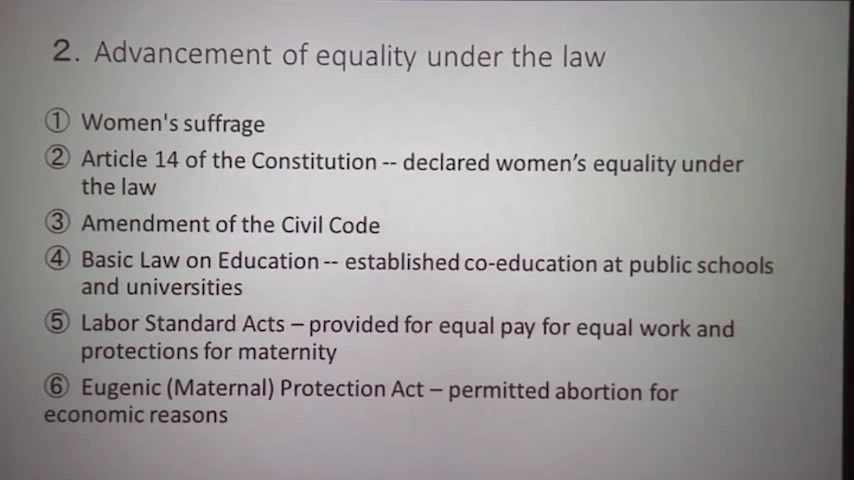 2. Advancement of equality under the law
① Women's suffrage
② Article 14 of the Constitution -- declared women’s equality under
the law
③ Amendment of the Civil Code
④ Basic Law on Education -- established co-education at public schools
and universities
⑤ Labor Standard Acts – provided for equal pay for equal work and
protections for maternity
⑥ Eugenic (Maternal) Protection Act – permitted abortion for
economic reasons